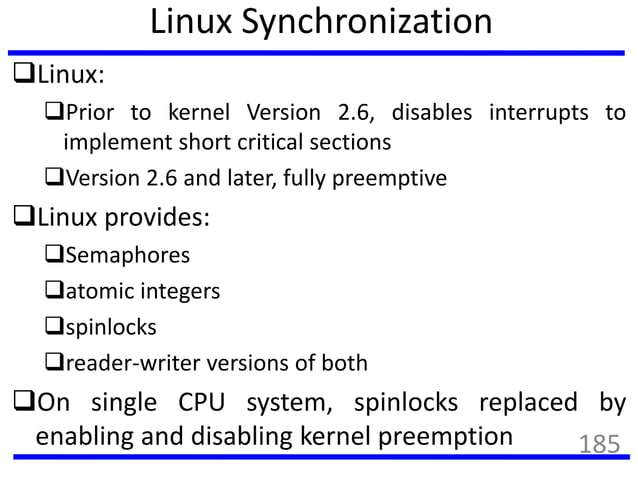 Linux Synchronization
❑Linux:
❑Prior to kernel Version 2.6, disables interrupts to
implement short critical sections
❑Version 2.6 and later, fully preemptive
❑Linux provides:
❑Semaphores
❑atomic integers
❑spinlocks
❑reader-writer versions of both
❑On single CPU system, spinlocks replaced by
enabling and disabling kernel preemption
185